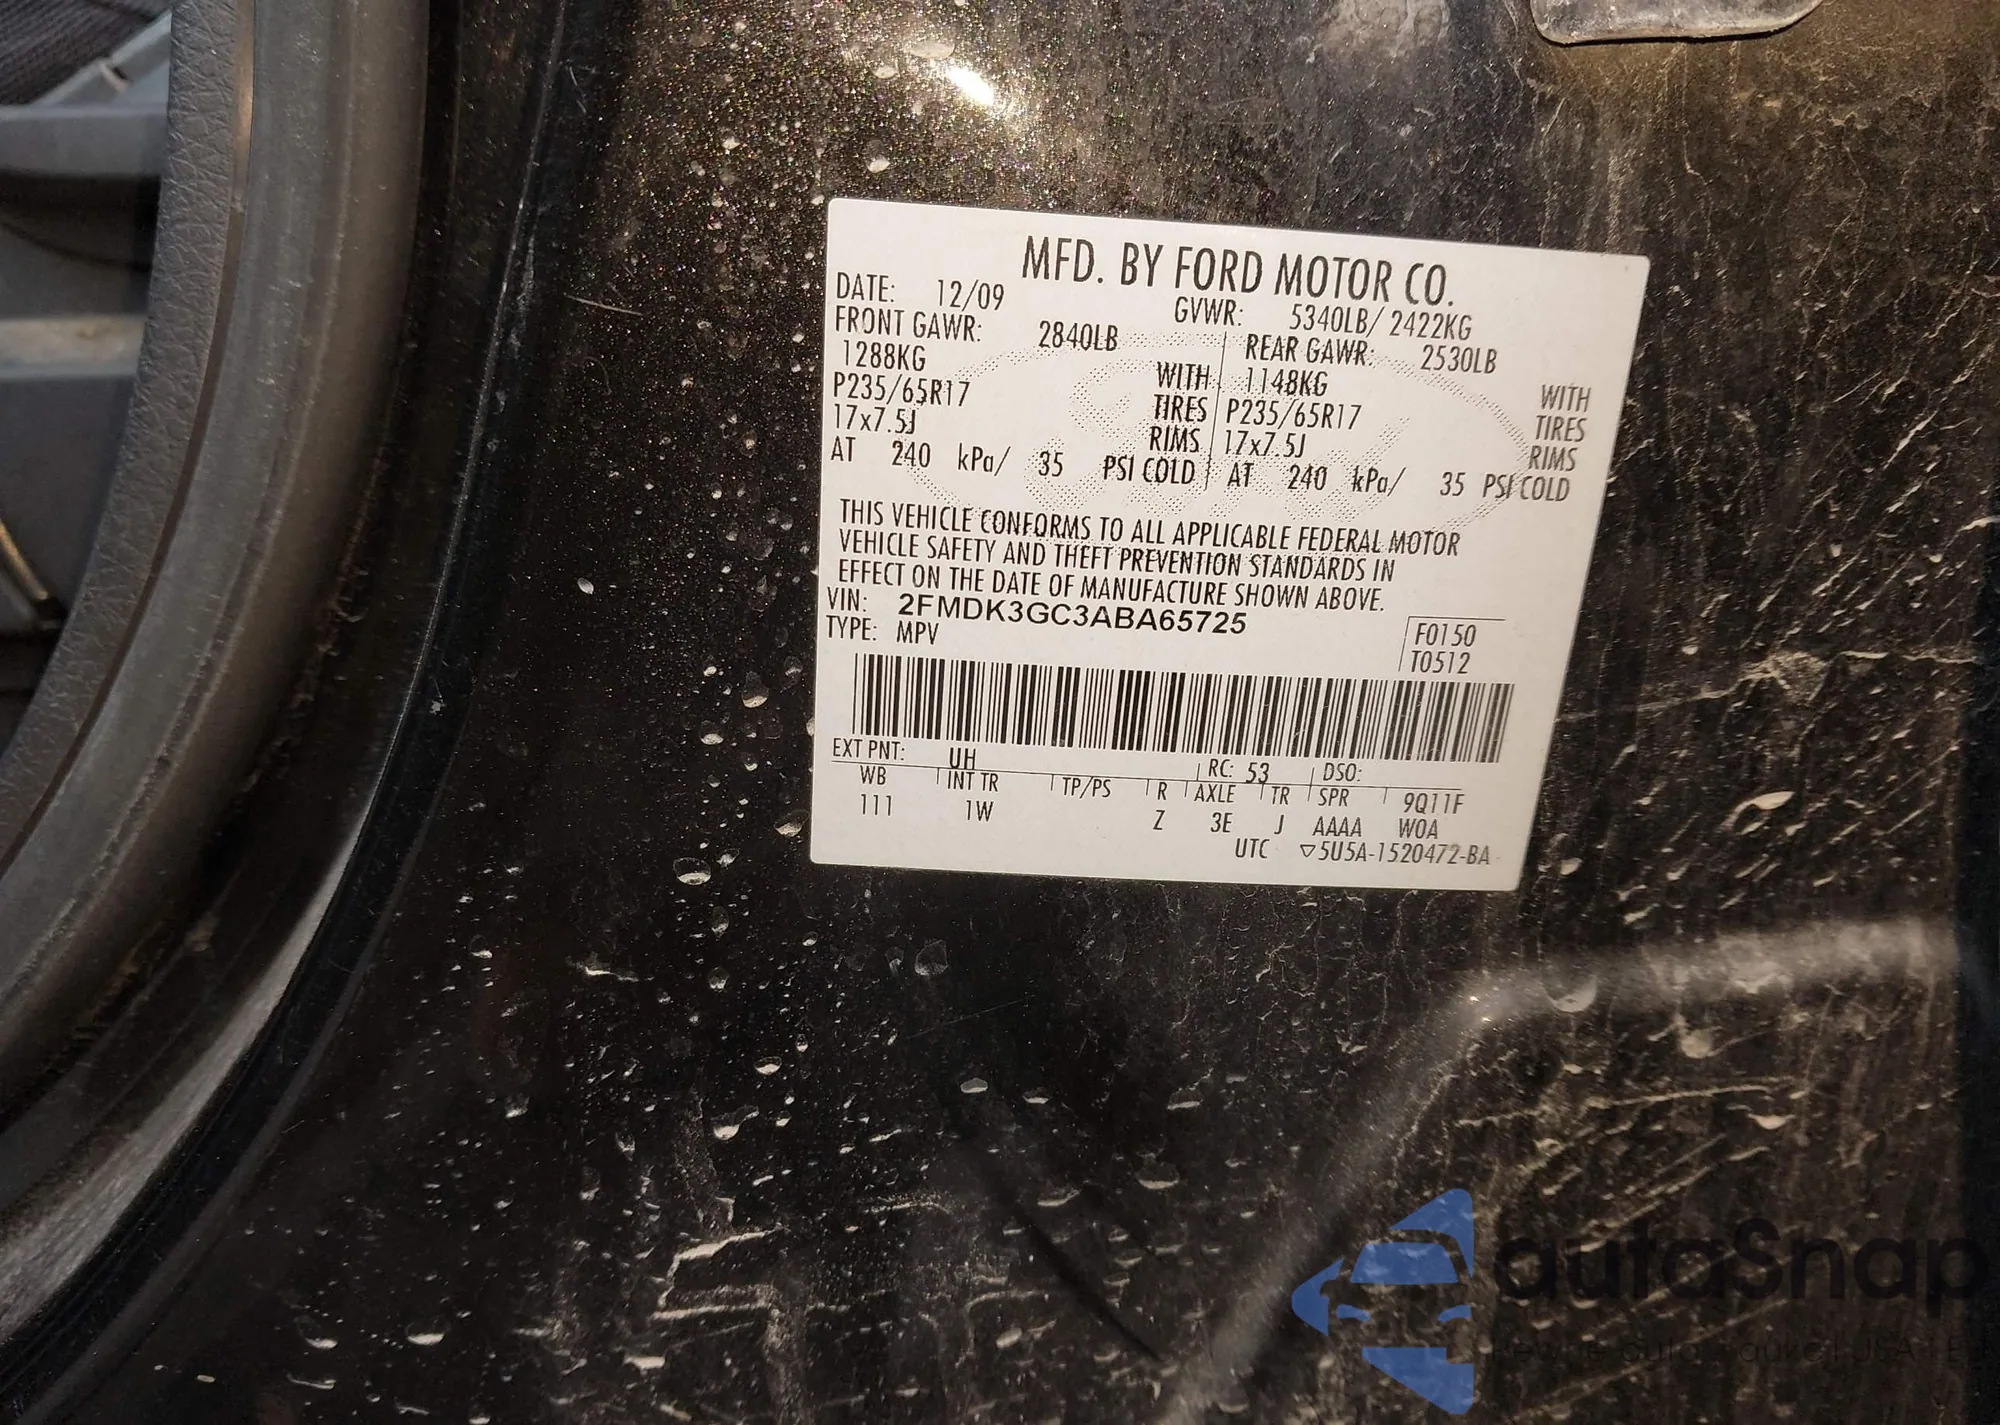 MFD. BY FORD MOTOR CO.
DATE: 12/09 GVWR: 5340LB/ 2422KG
FRONT GAWR: 2840LB REAR GAWR: 2530LB
1288KG WITH 1148KG WITH
P235/65R17 TIRES P235/65R17 TIRES
17x7.5J RIMS 17x7.5J RIMS
AT 240 kPa/ 35 PSI COLD AT 240 kPa/ 35 PSI COLD
THIS VEHICLE CONFORMS TO ALL APPLICABLE FEDERAL MOTOR
VEHICLE SAFETY AND THEFT PREVENTION STANDARDS IN
EFFECT ON THE DATE OF MANUFACTURE SHOWN ABOVE.
VIN: 2FMDK3GC3ABA65725
TYPE: MPV
F0150
T0512
EXT PNT: UH RC: 53 DSO:
WB INT TR TP/PS R AXLE TR SPR 9Q11F
111 1W Z 3E J AAAA W0A
UTC ▽5U5A-1520472-BA
autaSnap